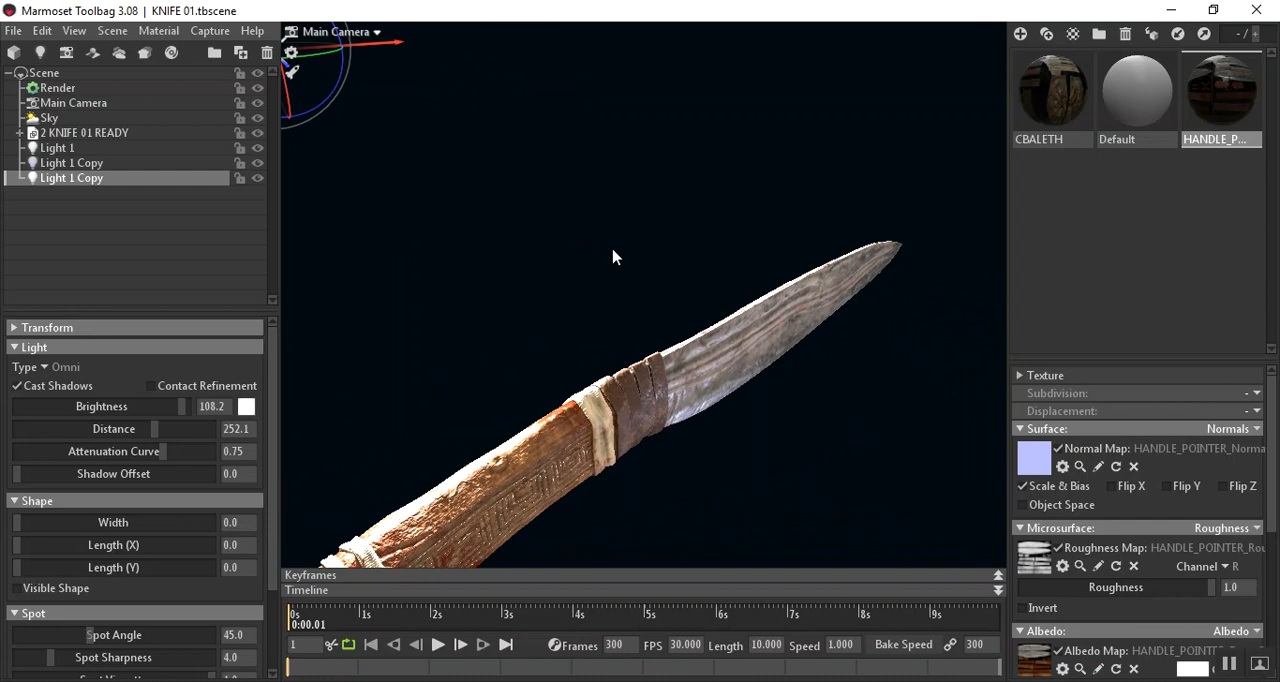 Marmoset Toolbag 3.08 | KNIFE 01.tbscene
File Edit View Scene Material Capture Help
Main Camera
- / +
Scene
Render
Main Camera
Sky
2 KNIFE 01 READY
Light 1
Light 1 Copy
Light 1 Copy
CBALETH Default HANDLE_P...
Transform
Light
Type Omni
Cast Shadows Contact Refinement
Brightness 108.2
Distance 252.1
Attenuation Curve 0.75
Shadow Offset 0.0
Shape
Width 0.0
Length (X) 0.0
Length (Y) 0.0
Visible Shape
Spot
Spot Angle 45.0
Spot Sharpness 4.0
Texture
Subdivision: -
Displacement: -
Surface: Normals
Normal Map: HANDLE_POINTER_Norma
Scale & Bias Flip X Flip Y Flip Z
Object Space
Microsurface: Roughness
Roughness Map: HANDLE_POINTER_Rou
Channel R
Roughness 1.0
Invert
Albedo: Albedo
Albedo Map: HANDLE_POINTER
Keyframes
Timeline
0s 1s 2s 3s 4s 5s 6s 7s 8s 9s
0:00.01
1 Frames 300 FPS 30.000 Length 10.000 Speed 1.000 Bake Speed 300